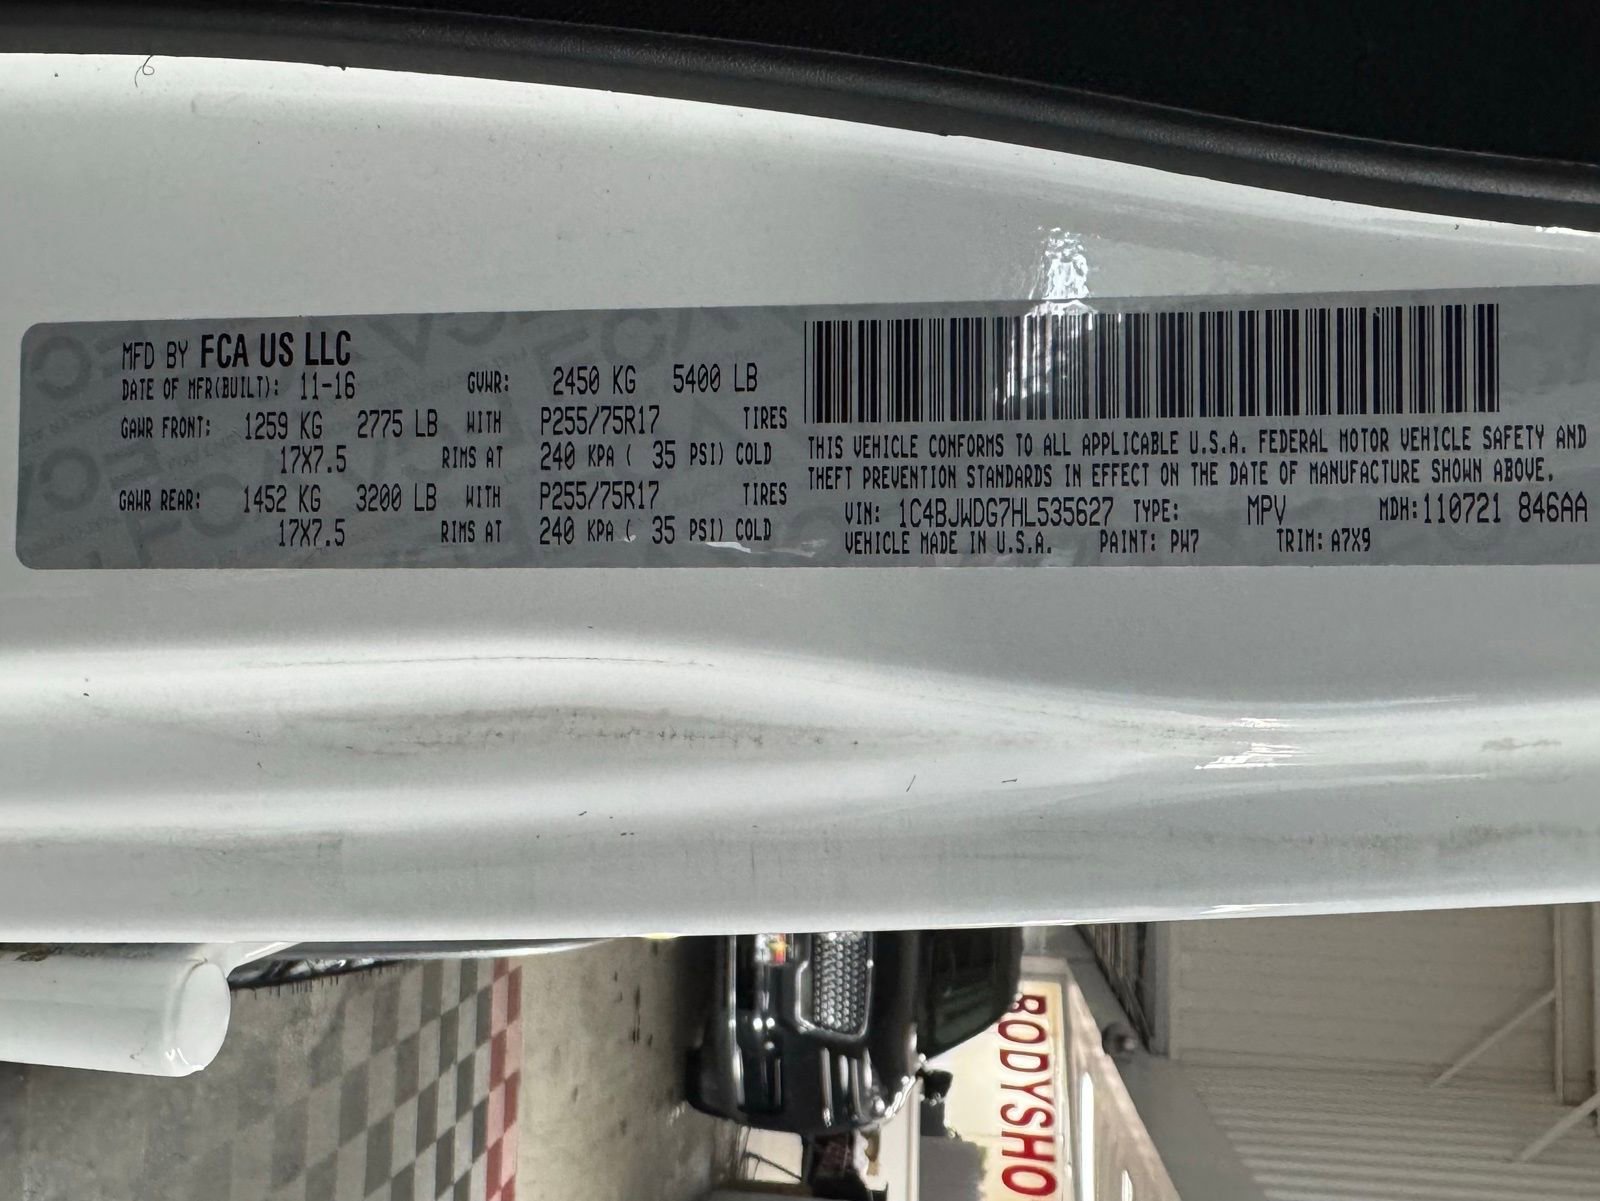 MFD BY FCA US LLC
DATE OF MFR(BUILT): 11-16 GVWR: 2450 KG 5400 LB
GAWR FRONT: 1259 KG 2775 LB WITH P255/75R17 TIRES
17X7.5 RIMS AT 240 KPA ( 35 PSI) COLD
GAWR REAR: 1452 KG 3200 LB WITH P255/75R17 TIRES
17X7.5 RIMS AT 240 KPA ( 35 PSI) COLD
THIS VEHICLE CONFORMS TO ALL APPLICABLE U.S.A. FEDERAL MOTOR VEHICLE SAFETY AND
THEFT PREVENTION STANDARDS IN EFFECT ON THE DATE OF MANUFACTURE SHOWN ABOVE.
VIN: 1C4BJWDG7HL535627 TYPE: MPV MDH:110721 846AA
VEHICLE MADE IN U.S.A. PAINT: PW7 TRIM: A7X9
BODYSHO